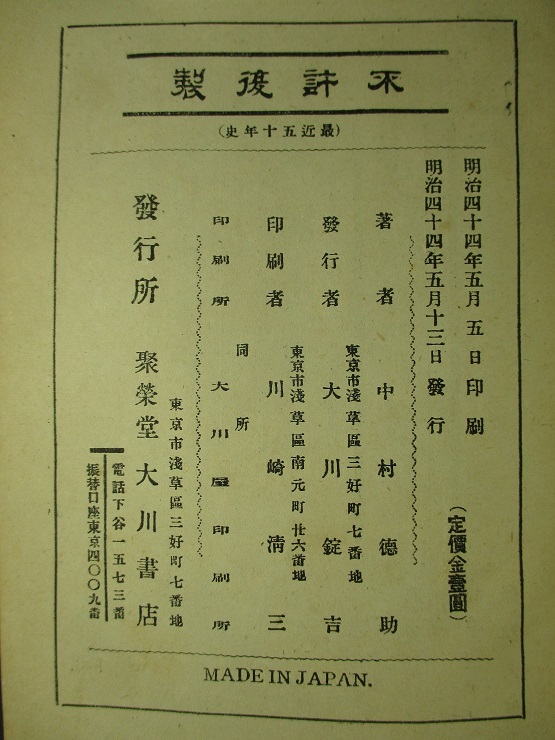 不許複製
(最近五十年史)
明治四十四年五月五日印刷
明治四十四年五月十三日發行
(定價金壹圓)
著者 中村德助
東京市淺草區三好町七番地
發行者 大川錠吉
東京市淺草區南元町廿六番地
印刷者 川崎淸三
同所
印刷所 大川屋印刷所
東京市淺草區三好町七番地
發行所 聚榮堂 大川書店
電話下谷一五七三番
振替口座東京四〇〇九番
MADE IN JAPAN.